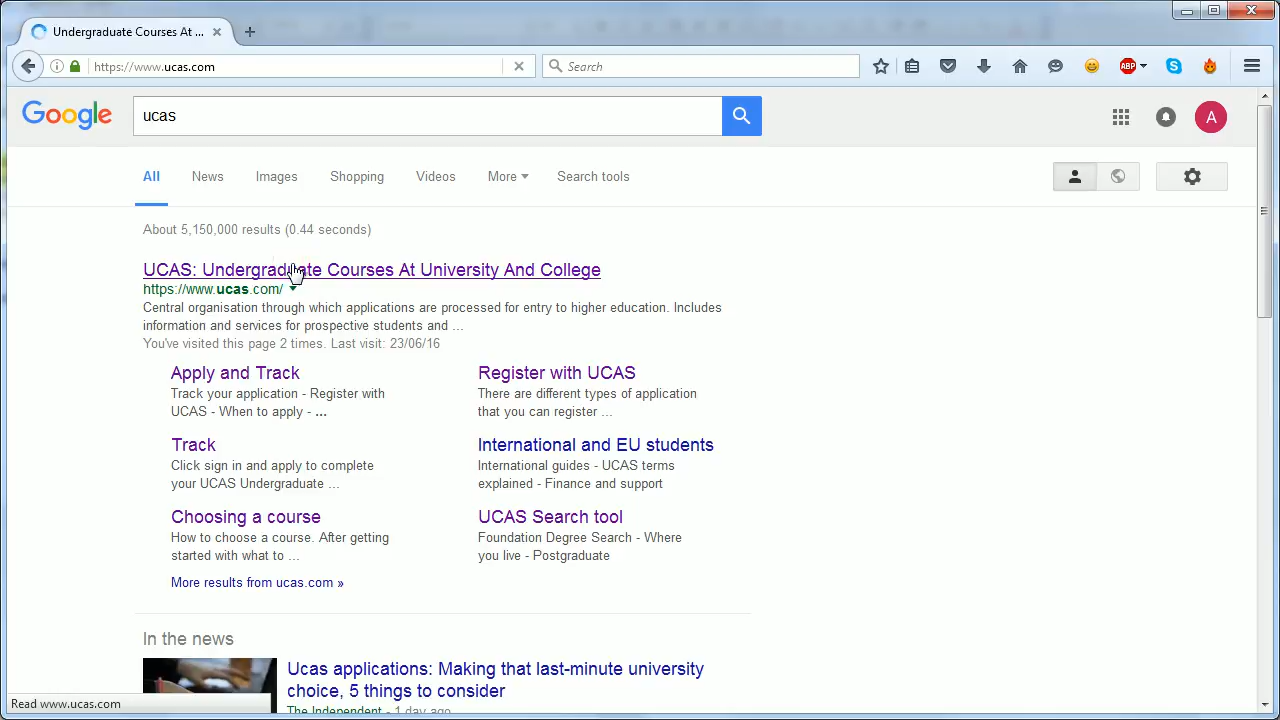 Undergraduate Courses At ...
https://www.ucas.com
Search
ABP
Google
ucas
A
All News Images Shopping Videos More Search tools
About 5,150,000 results (0.44 seconds)
UCAS: Undergraduate Courses At University And College
https://www.ucas.com/
Central organisation through which applications are processed for entry to higher education. Includes
information and services for prospective students and ...
You've visited this page 2 times. Last visit: 23/06/16
Apply and Track
Track your application - Register with
UCAS - When to apply - ...
Register with UCAS
There are different types of application
that you can register ...
Track
Click sign in and apply to complete
your UCAS Undergraduate ...
International and EU students
International guides - UCAS terms
explained - Finance and support
Choosing a course
How to choose a course. After getting
started with what to ...
UCAS Search tool
Foundation Degree Search - Where
you live - Postgraduate
More results from ucas.com »
In the news
Ucas applications: Making that last-minute university
choice, 5 things to consider
The Independent - 1 day ago
Read www.ucas.com